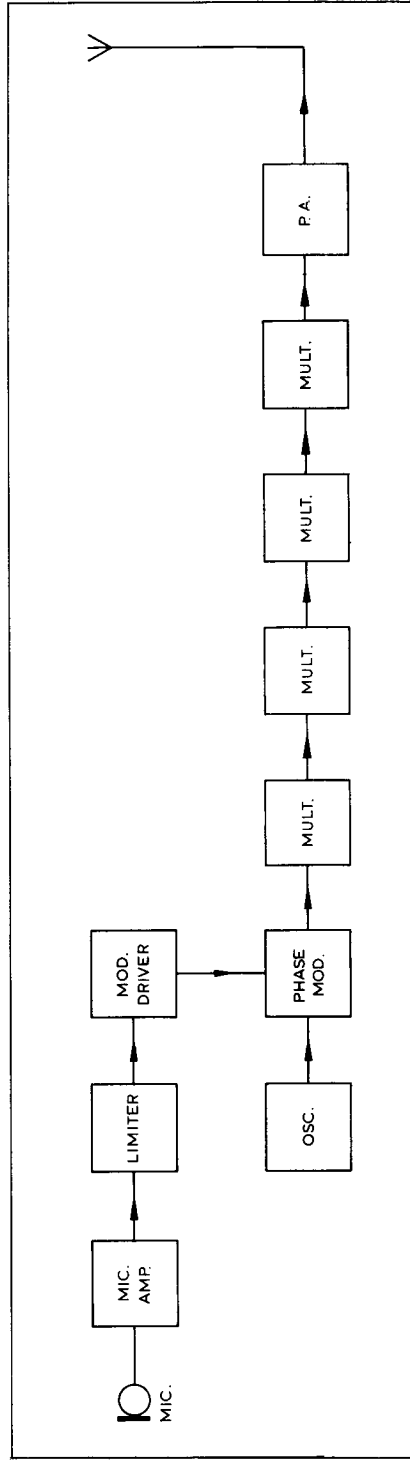 MIC.
MIC.
AMP.
LIMITER
MOD.
DRIVER
OSC.
PHASE
MOD.
MULT.
MULT.
MULT.
MULT.
P.A.